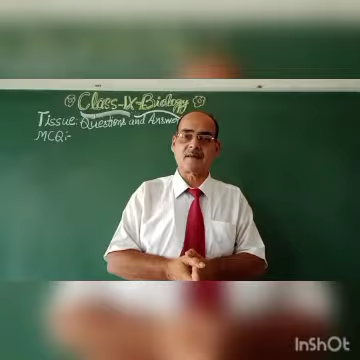 Class-IX-Biology
Tissue: Questions and Answer
MCQ:-
InShOt